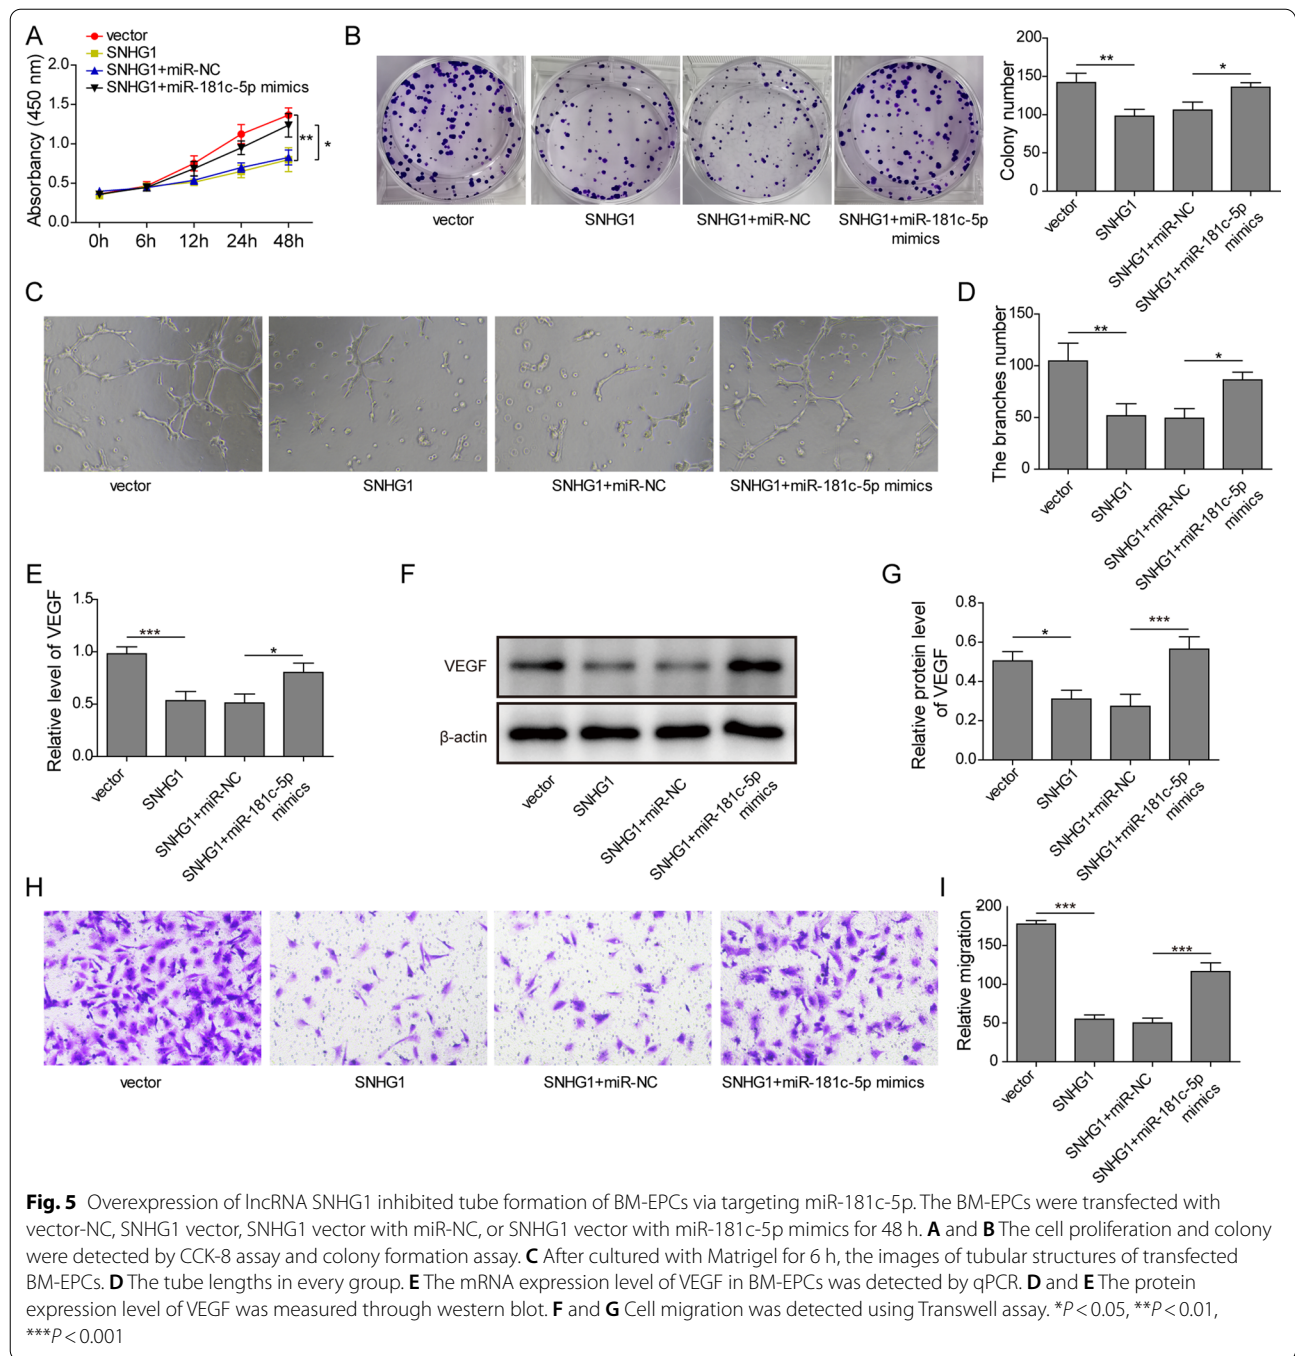 A
vector
SNHG1
SNHG1+miR-NC
SNHG1+miR-181c-5p mimics
Absorbancy (450 nm)
2.0
1.5
1.0
0.5
0.0
0h 6h 12h 24h 48h
** *
B
vector SNHG1 SNHG1+miR-NC SNHG1+miR-181c-5p
mimics
Colony number
200
150
100
50
0
** *
vector
SNHG1
SNHG1+miR-NC
SNHG1+miR-181c-5p
mimics
C
vector SNHG1 SNHG1+miR-NC SNHG1+miR-181c-5p mimics
D
The branches number
150
100
50
0
** *
vector
SNHG1
SNHG1+miR-NC
SNHG1+miR-181c-5p
mimics
E
Relative level of VEGF
1.5
1.0
0.5
0.0
*** *
vector
SNHG1
SNHG1+miR-NC
SNHG1+miR-181c-5p
mimics
F
VEGF
β-actin
vector
SNHG1
SNHG1+miR-NC
SNHG1+miR-181c-5p
mimics
G
Relative protein level
of VEGF
0.8
0.6
0.4
0.2
0.0
* ***
vector
SNHG1
SNHG1+miR-NC
SNHG1+miR-181c-5p
mimics
H
vector SNHG1 SNHG1+miR-NC SNHG1+miR-181c-5p mimics
I
Relative migration
200
150
100
50
0
*** ***
vector
SNHG1
SNHG1+miR-NC
SNHG1+miR-181c-5p
mimics
Fig. 5 Overexpression of lncRNA SNHG1 inhibited tube formation of BM-EPCs via targeting miR-181c-5p. The BM-EPCs were transfected with
vector-NC, SNHG1 vector, SNHG1 vector with miR-NC, or SNHG1 vector with miR-181c-5p mimics for 48 h. A and B The cell proliferation and colony
were detected by CCK-8 assay and colony formation assay. C After cultured with Matrigel for 6 h, the images of tubular structures of transfected
BM-EPCs. D The tube lengths in every group. E The mRNA expression level of VEGF in BM-EPCs was detected by qPCR. D and E The protein
expression level of VEGF was measured through western blot. F and G Cell migration was detected using Transwell assay. *P < 0.05, **P < 0.01,
***P < 0.001